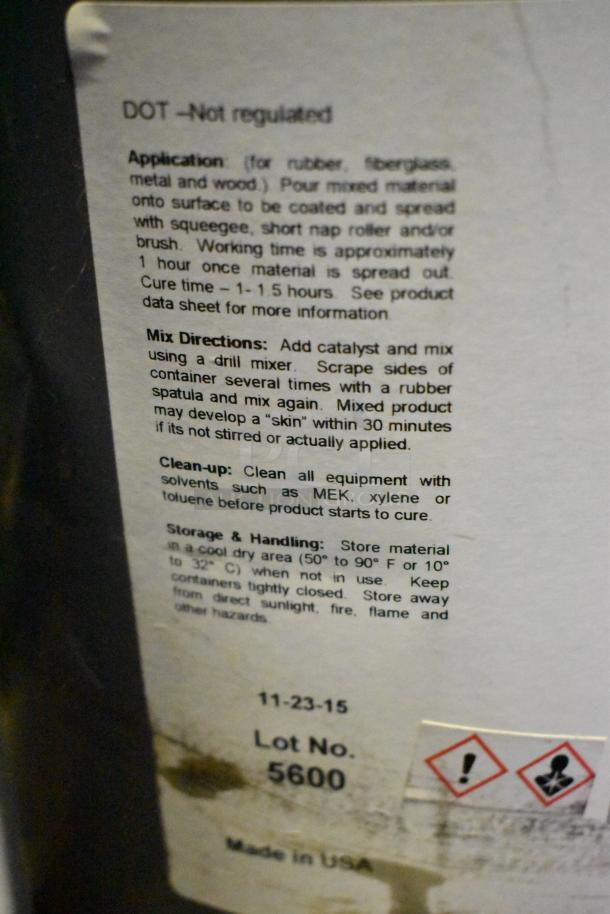 DOT –Not regulated
Application: (for rubber, fiberglass,
metal and wood.) Pour mixed material
onto surface to be coated and spread
with squeegee, short nap roller and/or
brush. Working time is approximately
1 hour once material is spread out.
Cure time – 1- 1.5 hours. See product
data sheet for more information.
Mix Directions: Add catalyst and mix
using a drill mixer. Scrape sides of
container several times with a rubber
spatula and mix again. Mixed product
may develop a "skin" within 30 minutes
if its not stirred or actually applied.
Clean-up: Clean all equipment with
solvents such as MEK, xylene or
toluene before product starts to cure.
Storage & Handling: Store material
in a cool dry area (50° to 90° F or 10°
to 32° C) when not in use. Keep
containers tightly closed. Store away
from direct sunlight, fire, flame and
other hazards.
11-23-15
Lot No.
5600
Made in USA